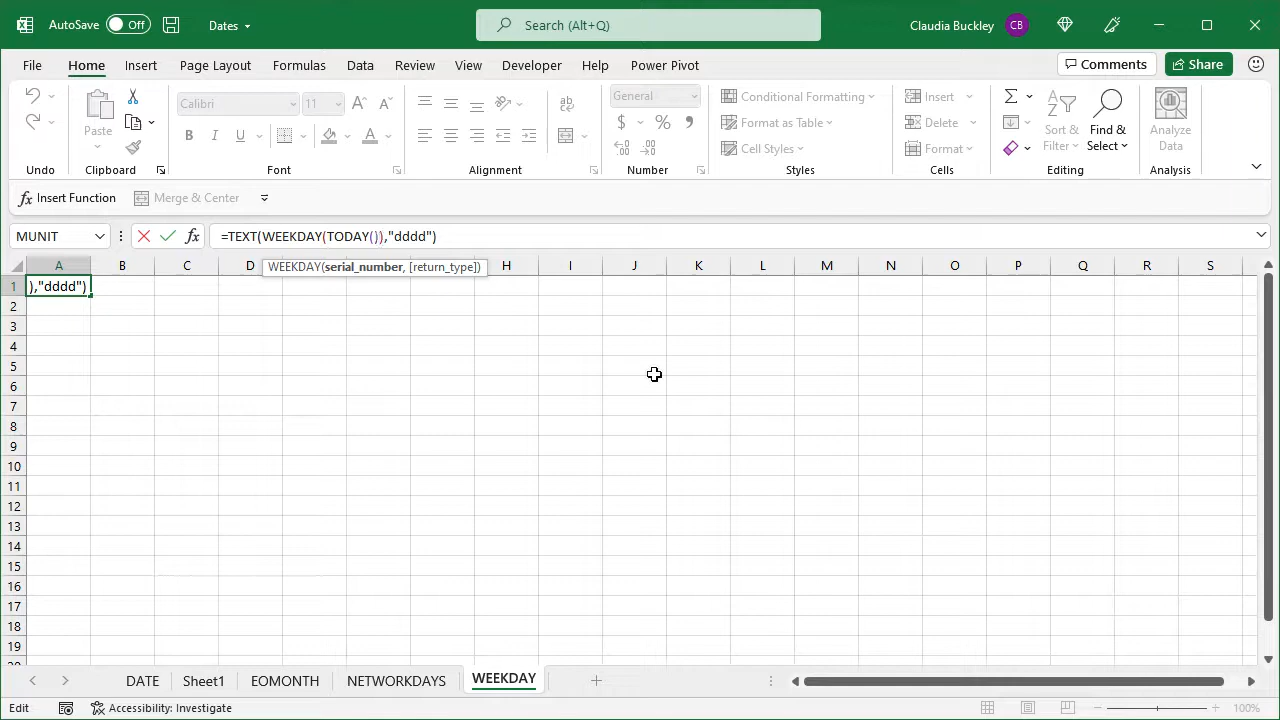 AutoSave Off Dates Search (Alt+Q) Claudia Buckley CB
File Home Insert Page Layout Formulas Data Review View Developer Help Power Pivot Comments Share
Calibri 11 General Conditional Formatting Insert
Paste Format as Table Delete Sort & Filter Find & Select Analyze Data
Cell Styles Format
Undo Clipboard Font Alignment Number Styles Cells Editing Analysis
fx Insert Function Merge & Center
MUNIT fx =TEXT(WEEKDAY(TODAY()),"dddd")
A B C D WEEKDAY(serial_number, [return_type]) H I J K L M N O P Q R S
1 ),"dddd")
2
3
4
5
6
7
8
9
10
11
12
13
14
15
16
17
18
19
20
DATE Sheet1 EOMONTH NETWORKDAYS WEEKDAY
Edit Accessibility: Investigate 100%